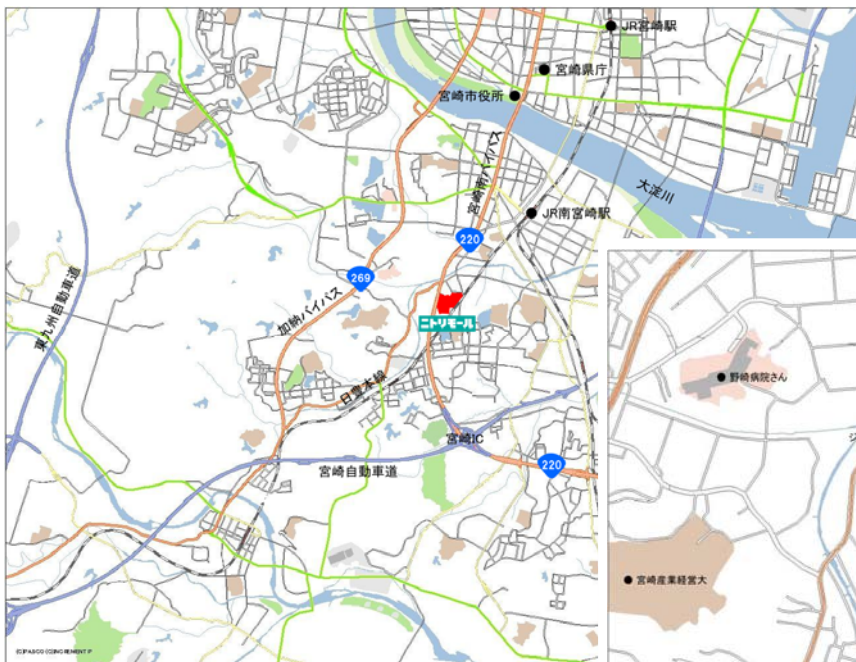 JR宮崎駅
宮崎県庁
宮崎市役所
大淀川
宮崎南バイパス
JR南宮崎駅
220
269
加納バイパス
ニトリモール
東九州自動車道
日豊本線
宮崎IC
宮崎自動車道
220
野崎病院さん
宮崎産業経営大